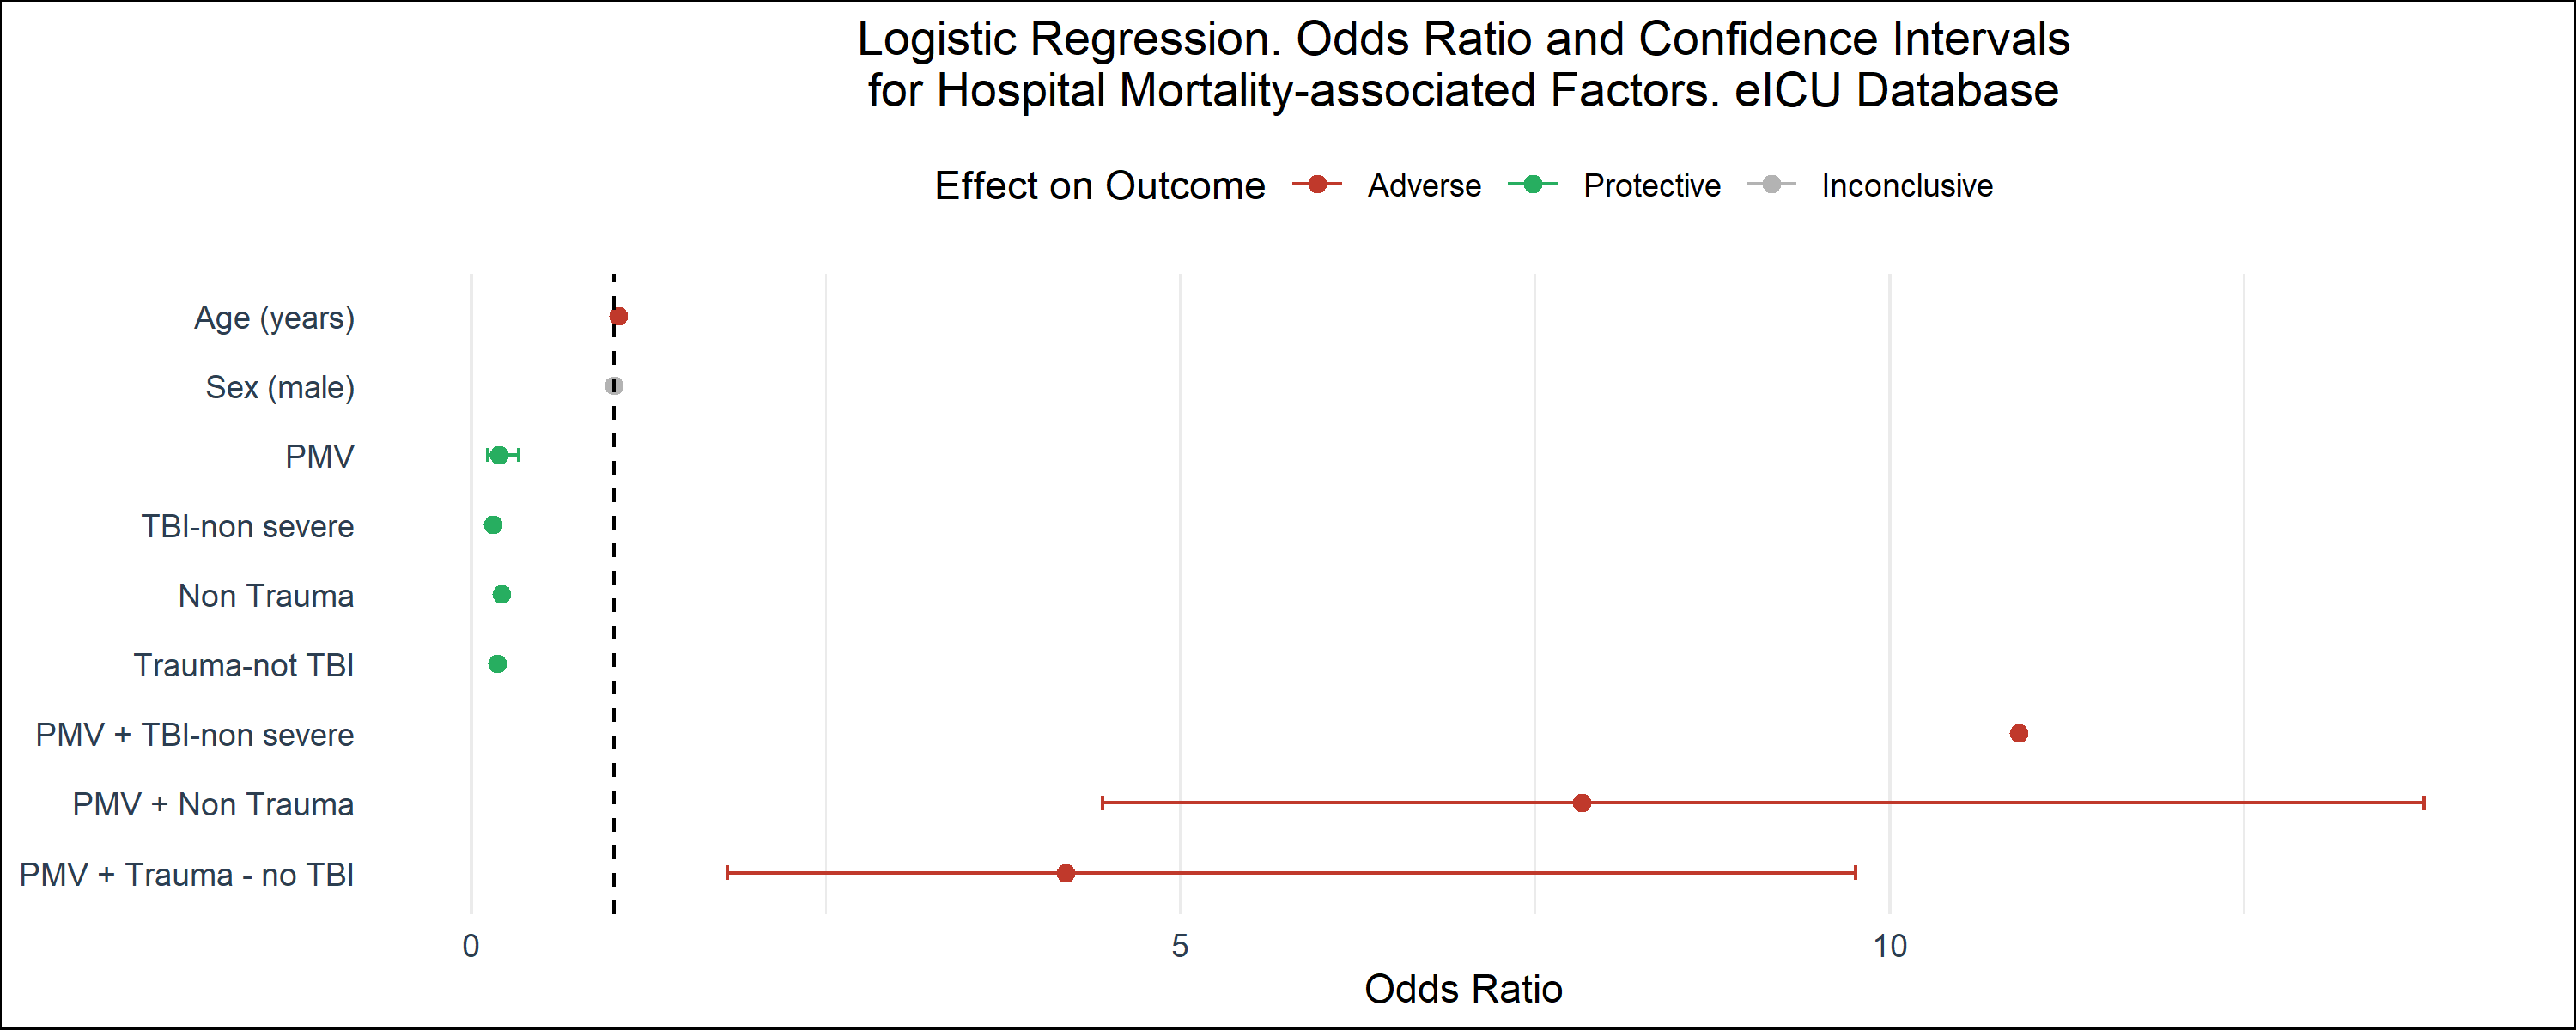 Logistic Regression. Odds Ratio and Confidence Intervals
for Hospital Mortality-associated Factors. eICU Database
Effect on Outcome Adverse Protective Inconclusive
Age (years)
Sex (male)
PMV
TBI-non severe
Non Trauma
Trauma-not TBI
PMV + TBI-non severe
PMV + Non Trauma
PMV + Trauma - no TBI
0 5 10
Odds Ratio